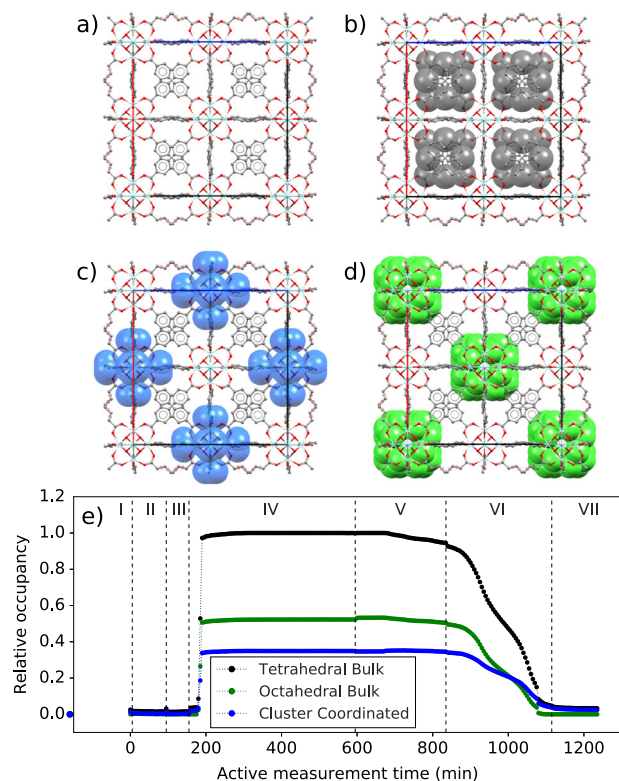 a)
b)
c)
d)
e)
I II III IV V VI VII
1.2
1.0
0.8
0.6
0.4
0.2
0.0
Relative occupancy
Tetrahedral Bulk
Octahedral Bulk
Cluster Coordinated
0 200 400 600 800 1000 1200
Active measurement time (min)